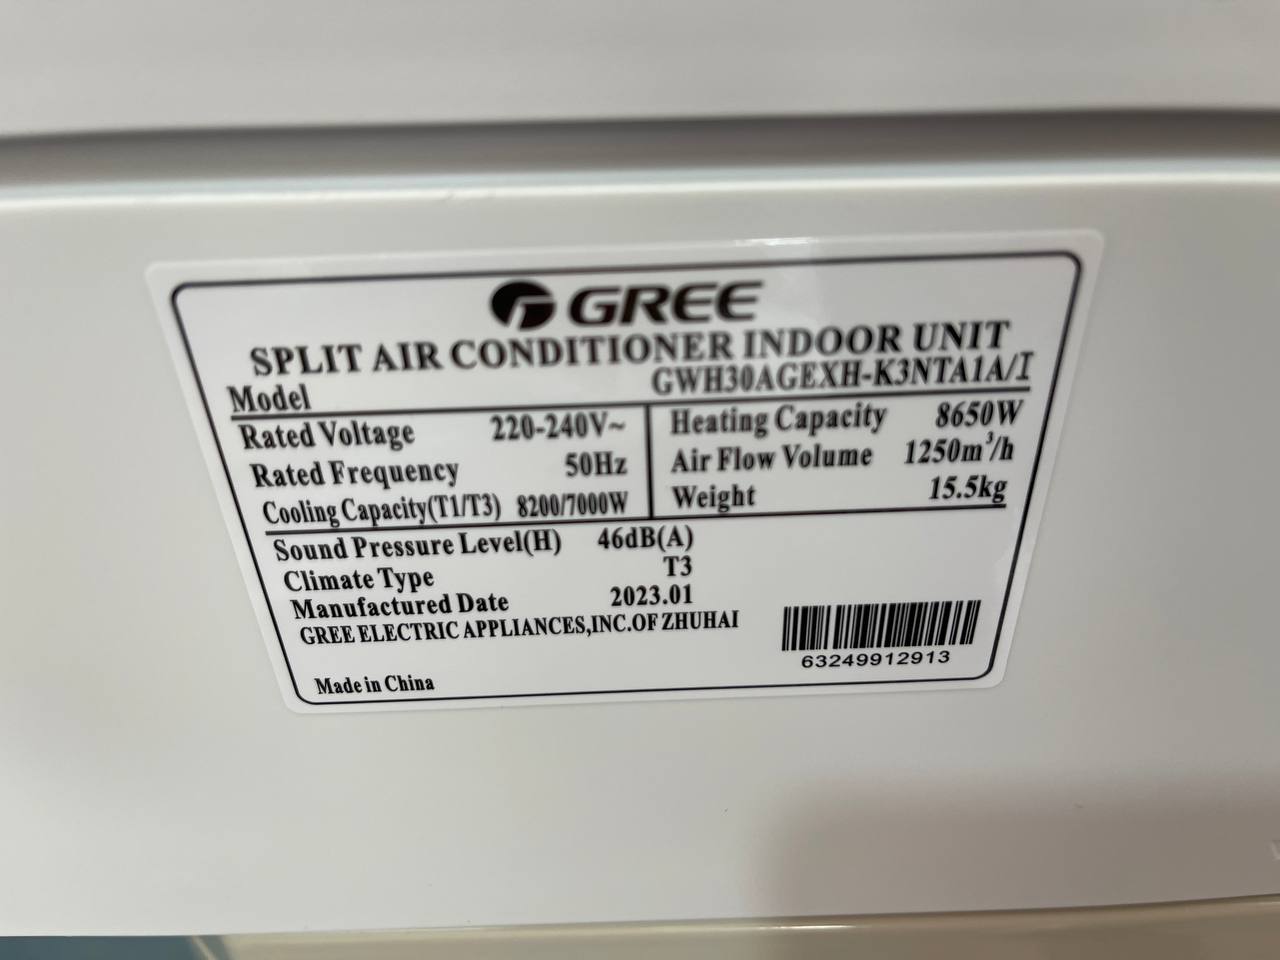 GREE
SPLIT AIR CONDITIONER INDOOR UNIT
Model GWH30AGEXH-K3NTA1A/I
Rated Voltage 220-240V~ Heating Capacity 8650W
Rated Frequency 50Hz Air Flow Volume 1250m³/h
Cooling Capacity(T1/T3) 8200/7000W Weight 15.5kg
Sound Pressure Level(H) 46dB(A)
Climate Type T3
Manufactured Date 2023.01
GREE ELECTRIC APPLIANCES,INC.OF ZHUHAI
63249912913
Made in China